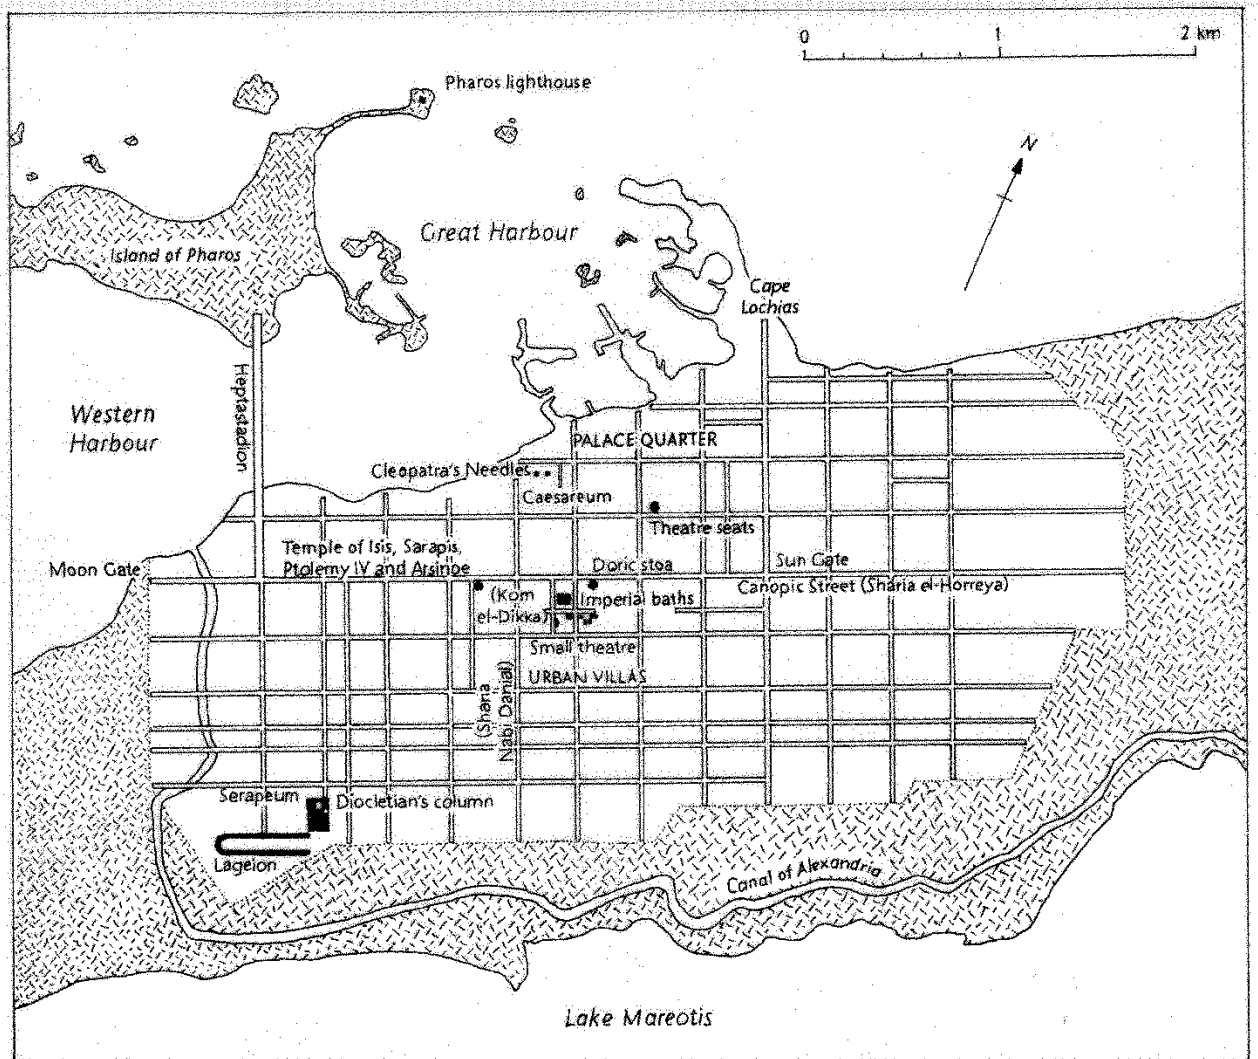 0 1 2 km
Pharos lighthouse
N
Great Harbour
Island of Pharos
Cape
Lochias
Heptastadion
Western
Harbour
PALACE QUARTER
Cleopatra's Needles
Caesareum
Theatre seats
Temple of Isis, Sarapis,
Ptolemy IV and Arsinoe
Moon Gate
Doric stoa
Sun Gate
Canopic Street (Sharia el-Horreya)
(Kom
el-Dikka)
Imperial baths
Small theatre
URBAN VILLAS
(Sharia
Nabi Danial)
Serapeum
Diocletian's column
Lageion
Canal of Alexandria
Lake Mareotis